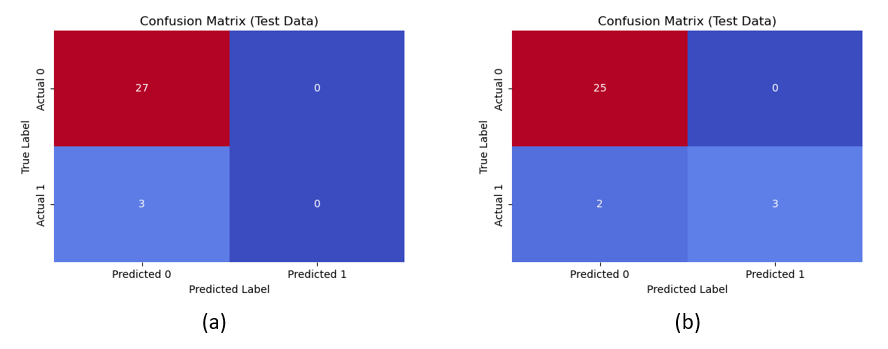 Confusion Matrix (Test Data)
Actual 0
Actual 1
True Label
27
0
3
0
Predicted 0
Predicted 1
Predicted Label
(a)
Confusion Matrix (Test Data)
Actual 0
Actual 1
True Label
25
0
2
3
Predicted 0
Predicted 1
Predicted Label
(b)